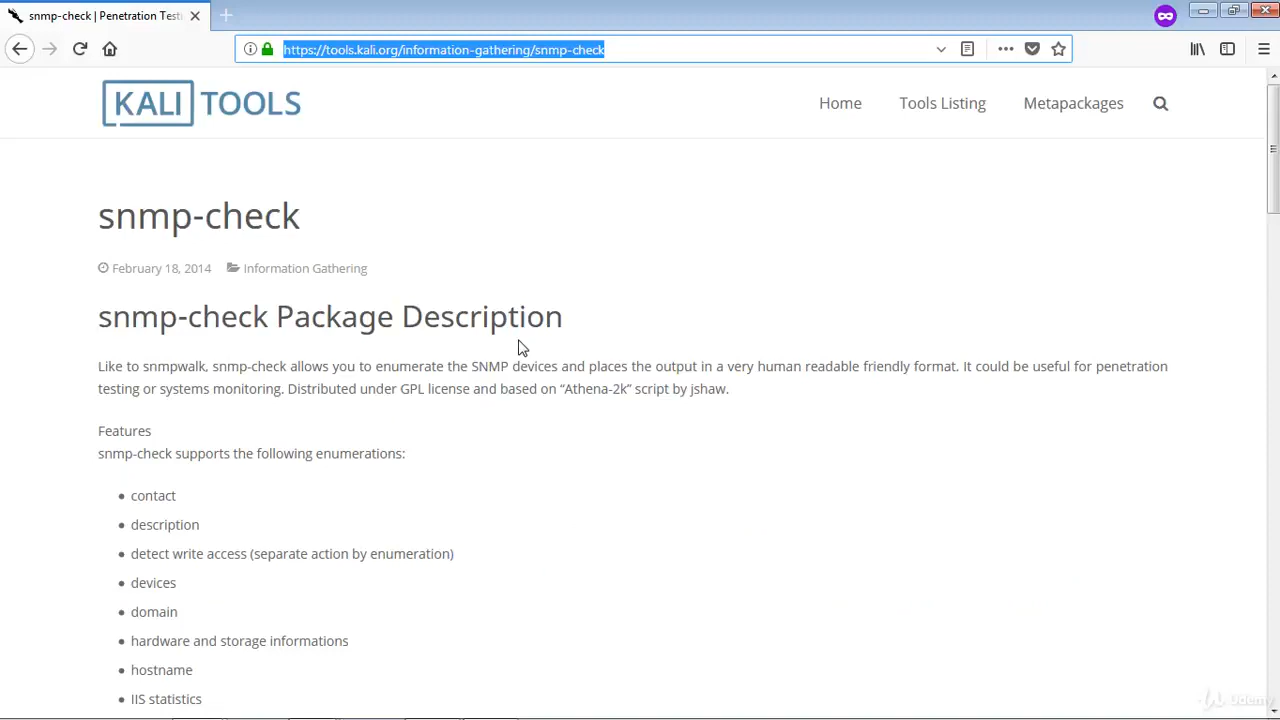 snmp-check | Penetration Testi
https://tools.kali.org/information-gathering/snmp-check
KALI TOOLS
Home Tools Listing Metapackages
snmp-check
February 18, 2014 Information Gathering
snmp-check Package Description
Like to snmpwalk, snmp-check allows you to enumerate the SNMP devices and places the output in a very human readable friendly format. It could be useful for penetration
testing or systems monitoring. Distributed under GPL license and based on “Athena-2k” script by jshaw.
Features
snmp-check supports the following enumerations:
• contact
• description
• detect write access (separate action by enumeration)
• devices
• domain
• hardware and storage informations
• hostname
• IIS statistics
Udemy